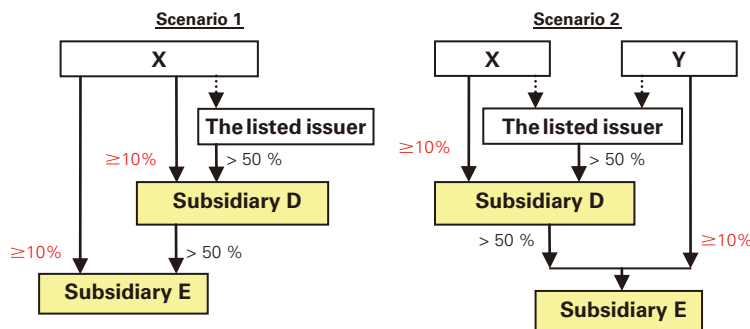 Scenario 1
X
The listed issuer
≧10%
> 50 %
Subsidiary D
≧10%
> 50 %
Subsidiary E
Scenario 2
X
Y
The listed issuer
≧10%
> 50 %
Subsidiary D
> 50 %
≧10%
Subsidiary E